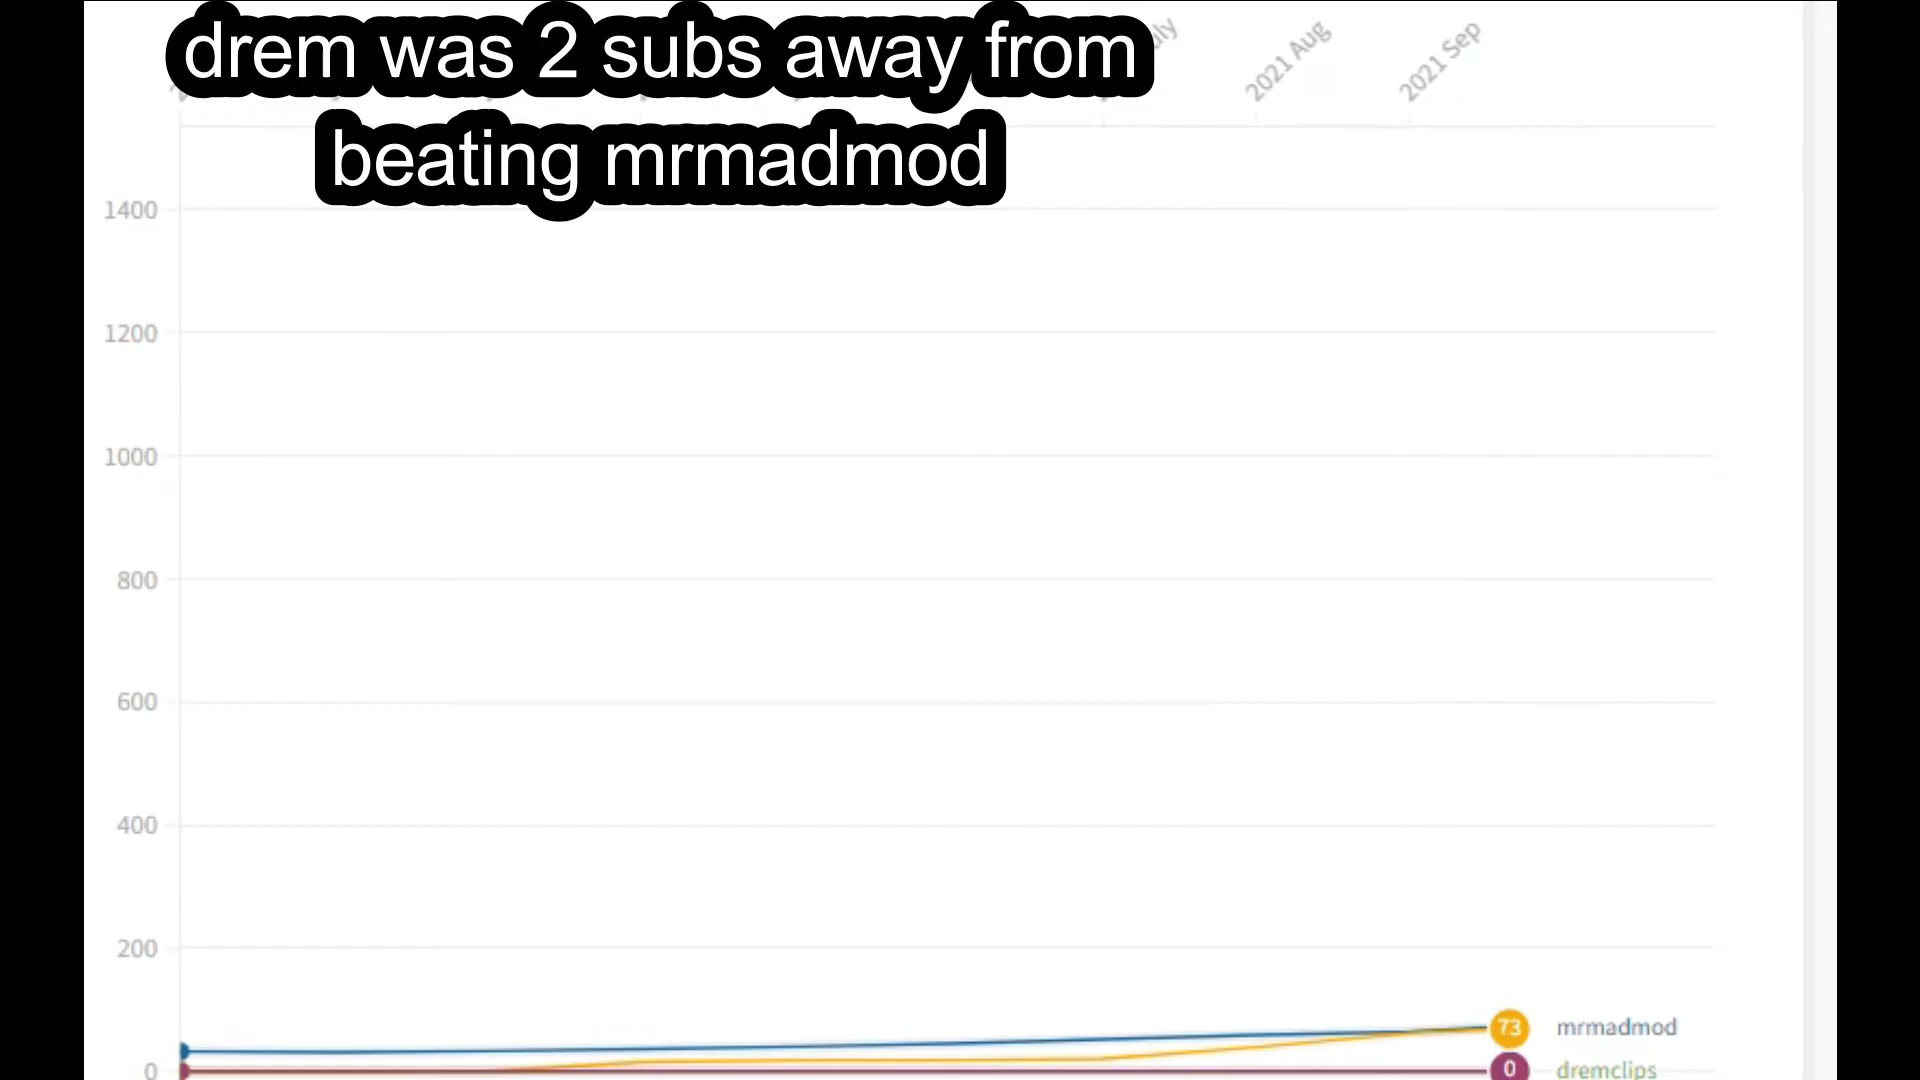 drem was 2 subs away from
beating mrmadmod
2021 Aug
2021 Sep
1400
1200
1000
800
600
400
200
0
73 mrmadmod
0 dremclips